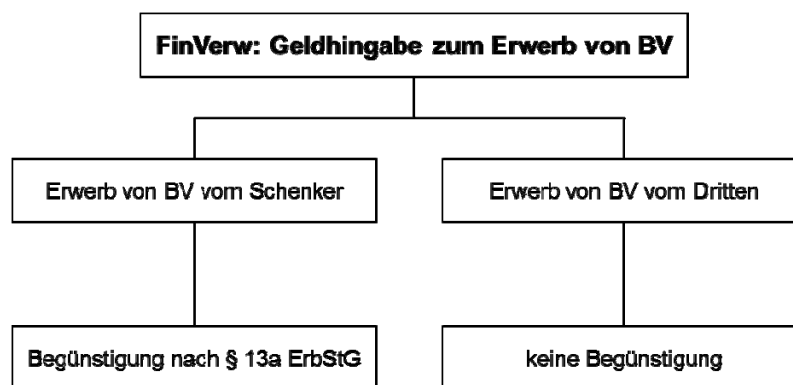 FinVerw: Geldhingabe zum Erwerb von BV
Erwerb von BV vom Schenker
Erwerb von BV vom Dritten
Begünstigung nach § 13a ErbStG
keine Begünstigung